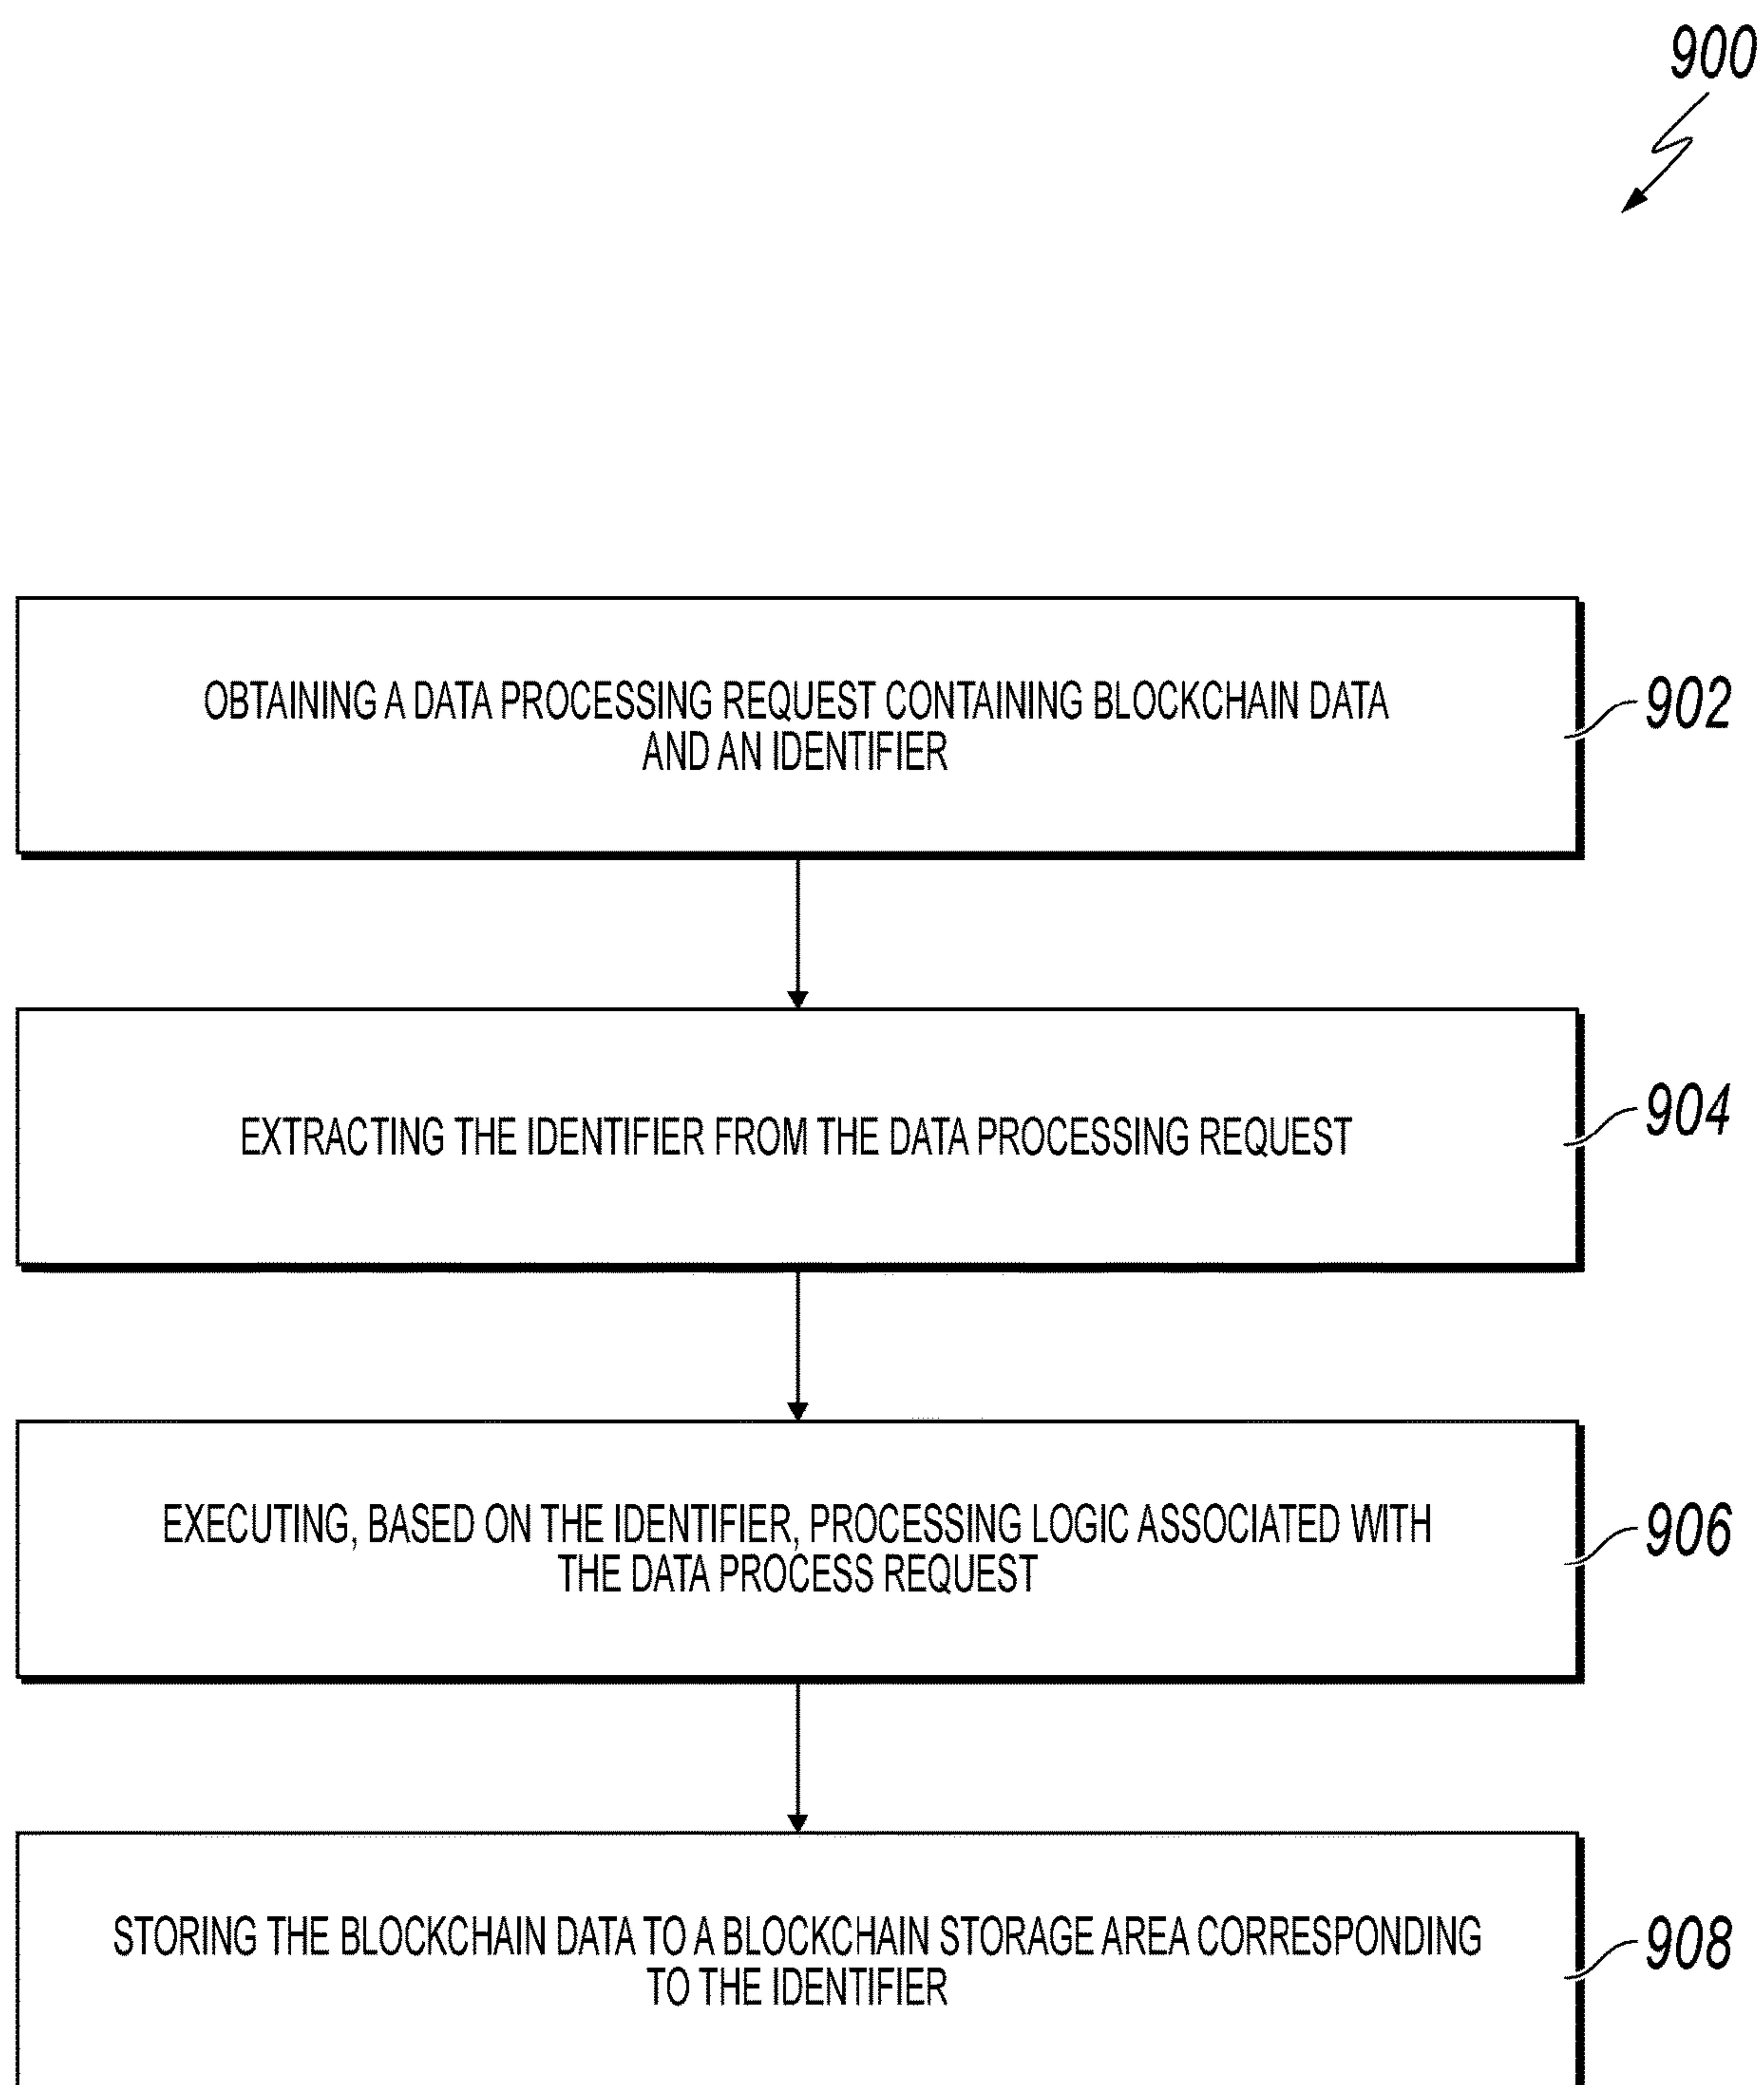 900
OBTAINING A DATA PROCESSING REQUEST CONTAINING BLOCKCHAIN DATA
AND AN IDENTIFIER
902
EXTRACTING THE IDENTIFIER FROM THE DATA PROCESSING REQUEST
904
EXECUTING, BASED ON THE IDENTIFIER, PROCESSING LOGIC ASSOCIATED WITH
THE DATA PROCESS REQUEST
906
STORING THE BLOCKCHAIN DATA TO A BLOCKCHAIN STORAGE AREA CORRESPONDING
TO THE IDENTIFIER
908